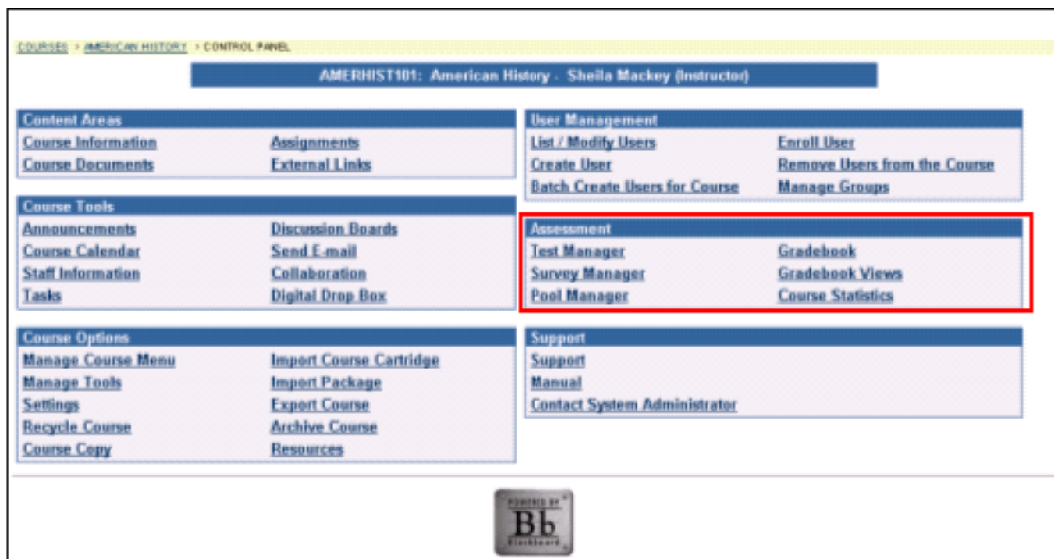 COURSES > AMERICAN HISTORY > CONTROL PANEL
AMERHIST101: American History - Sheila Mackey (Instructor)
Content Areas
Course Information Assignments
Course Documents External Links
Course Tools
Announcements Discussion Boards
Course Calendar Send E-mail
Staff Information Collaboration
Tasks Digital Drop Box
Course Options
Manage Course Menu Import Course Cartridge
Manage Tools Import Package
Settings Export Course
Recycle Course Archive Course
Course Copy Resources
User Management
List / Modify Users Enroll User
Create User Remove Users from the Course
Batch Create Users for Course Manage Groups
Assessment
Test Manager Gradebook
Survey Manager Gradebook Views
Pool Manager Course Statistics
Support
Support
Manual
Contact System Administrator
POWERED BY
Bb
Blackboard